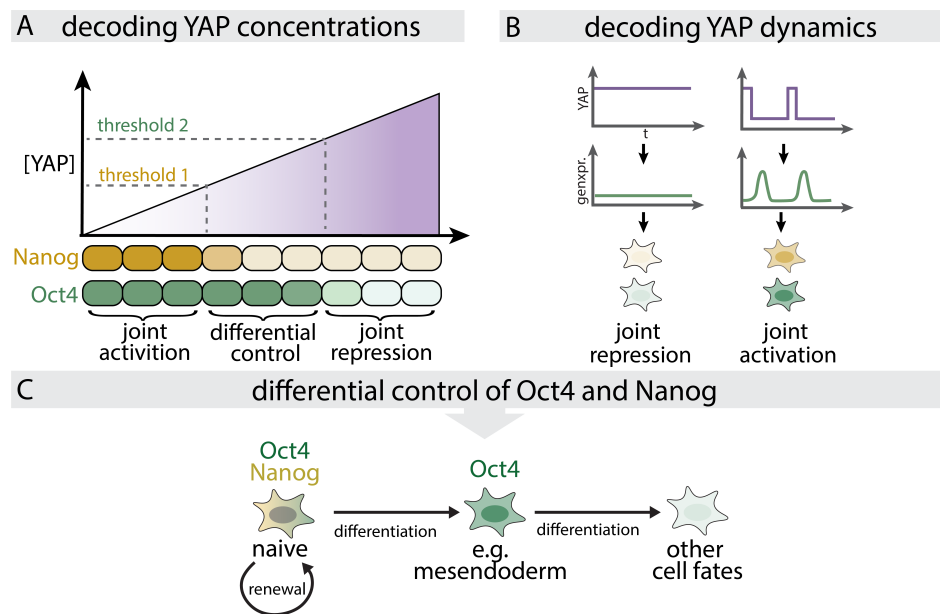 A decoding YAP concentrations
threshold 2
threshold 1
[YAP]
Nanog
Oct4
joint
activition
differential
control
joint
repression
B decoding YAP dynamics
YAP
t
genxpr.
joint
repression
joint
activation
C differential control of Oct4 and Nanog
Oct4
Nanog
naive
renewal
differentiation
Oct4
e.g.
mesendoderm
differentiation
other
cell fates